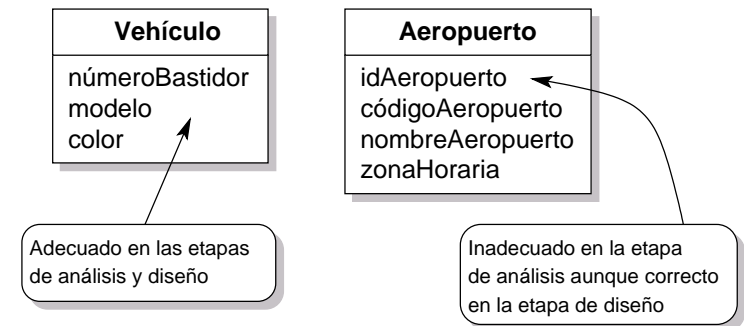 Vehículo
númeroBastidor
modelo
color
Aeropuerto
idAeropuerto
códigoAeropuerto
nombreAeropuerto
zonaHoraria
Adecuado en las etapas
de análisis y diseño
Inadecuado en la etapa
de análisis aunque correcto
en la etapa de diseño